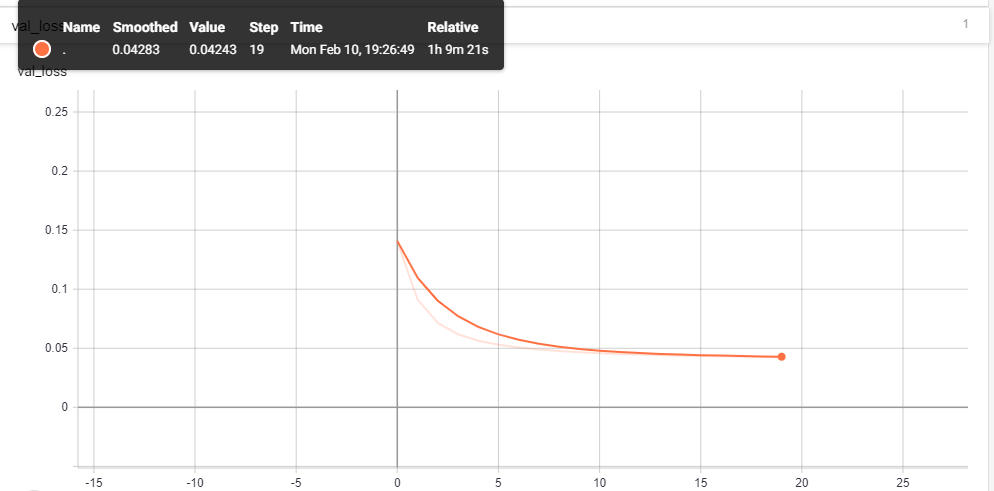 val_loss
1
Name Smoothed Value Step Time Relative
. 0.04283 0.04243 19 Mon Feb 10, 19:26:49 1h 9m 21s
val_loss
0.25
0.2
0.15
0.1
0.05
0
-15 -10 -5 0 5 10 15 20 25